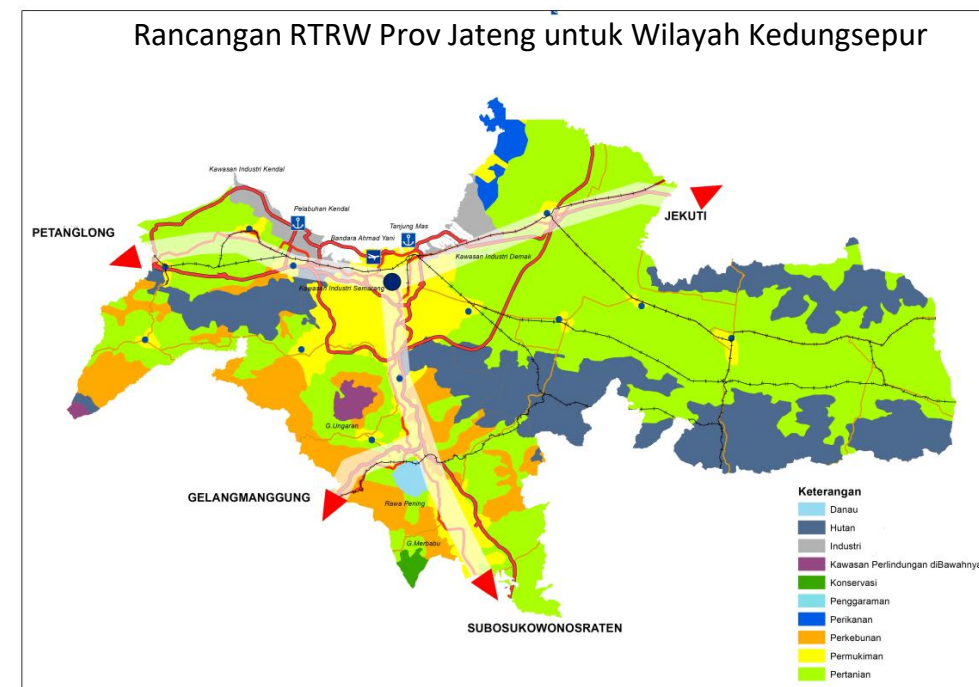 Rancangan RTRW Prov Jateng untuk Wilayah Kedungsepur
Kawasan Industri Kendal
Pelabuhan Kendal
Tanjung Mas
Bandara Ahmad Yani
PETANGLONG
JEKUTI
Kawasan Industri Demak
Kawasan Industri Semarang
G.Ungaran
GELANGMANGGUNG
Rawa Pening
G.Merbabu
SUBOSUKOWONOSRATEN
Keterangan
Danau
Hutan
Industri
Kawasan Perlindungan diBawahnya
Konservasi
Penggaraman
Perikanan
Perkebunan
Permukiman
Pertanian